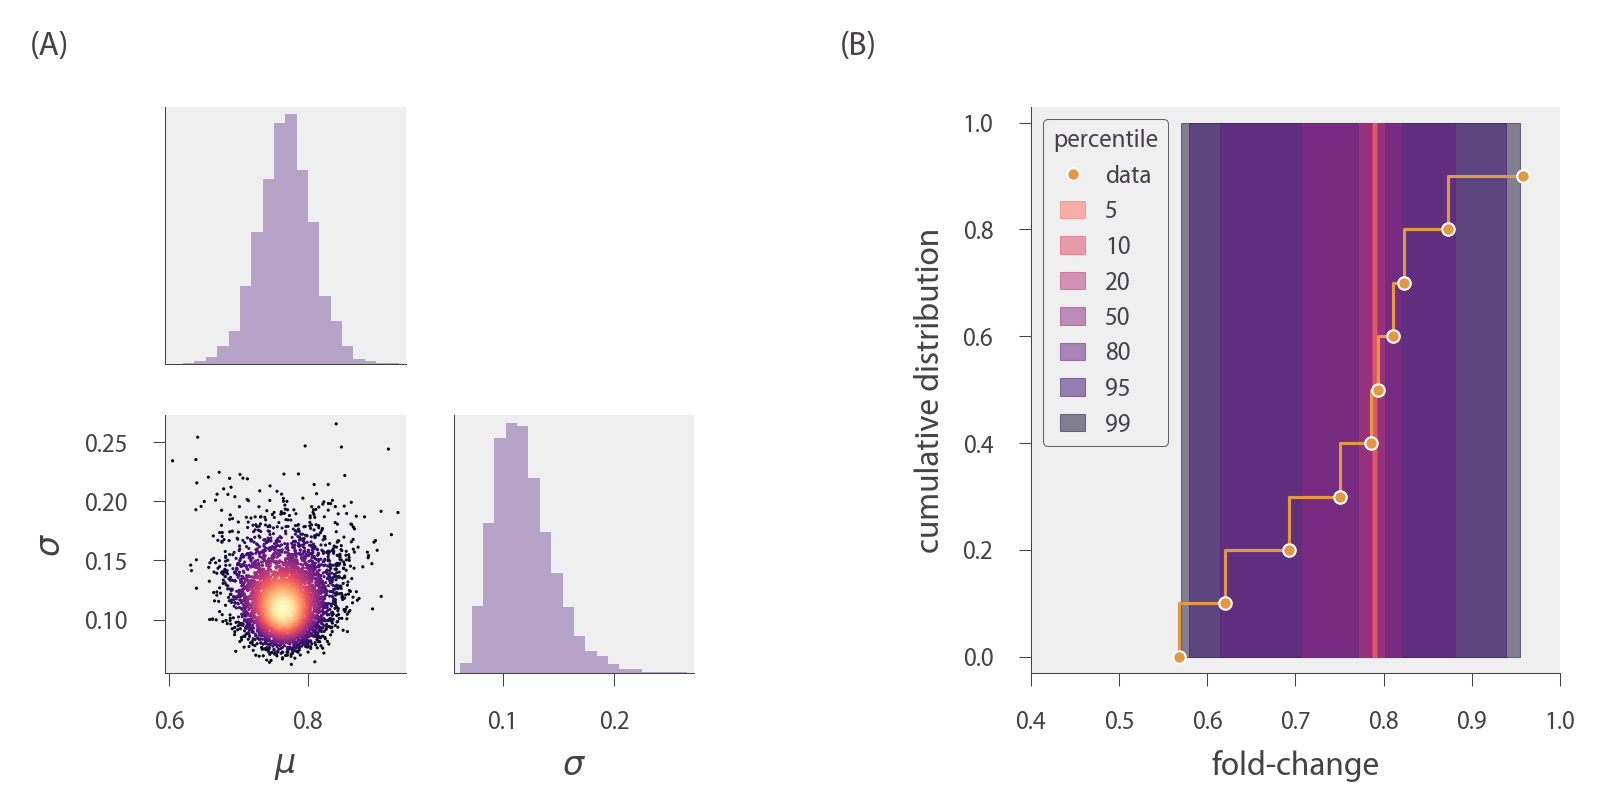 (A)
(B)
0.25
0.20
0.15
0.10
σ
0.6 0.8
μ
0.1 0.2
σ
1.0
0.8
0.6
0.4
0.2
0.0
cumulative distribution
percentile
data
5
10
20
50
80
95
99
0.4 0.5 0.6 0.7 0.8 0.9 1.0
fold-change